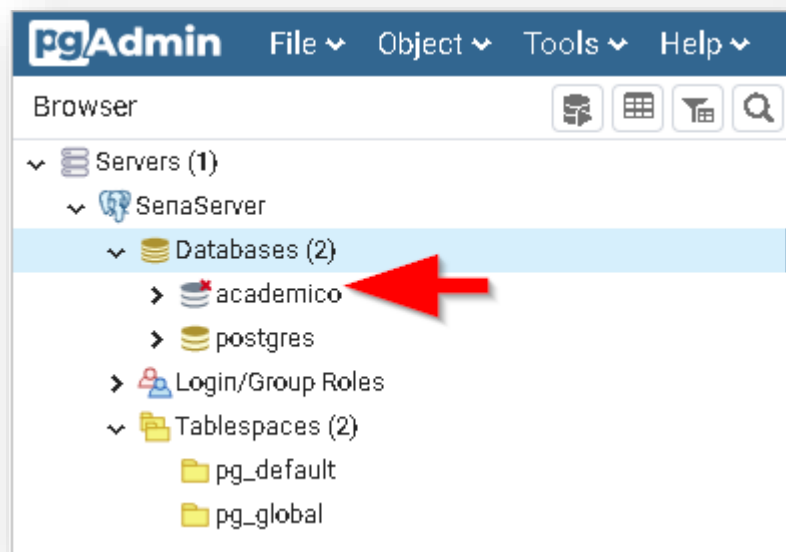 pgAdmin File Object Tools Help
Browser
Servers (1)
SenaServer
Databases (2)
academico
postgres
Login/Group Roles
Tablespaces (2)
pg_default
pg_global